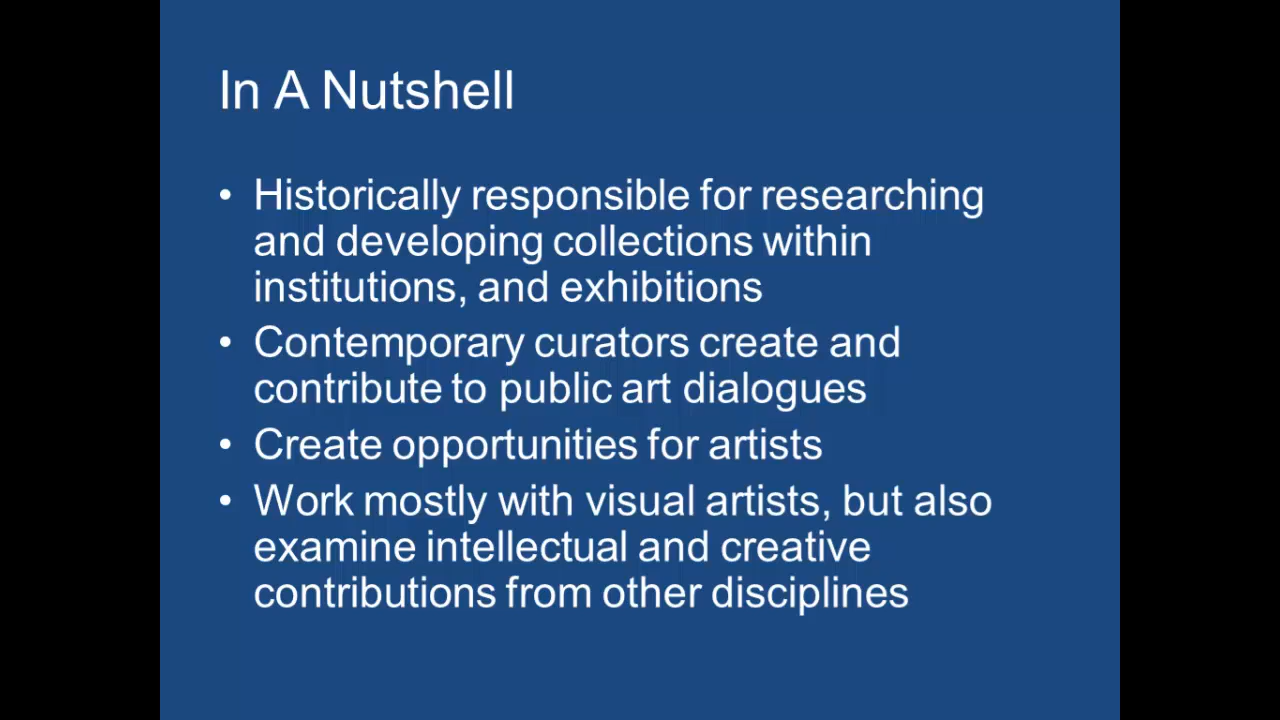 In A Nutshell
• Historically responsible for researching
and developing collections within
institutions, and exhibitions
• Contemporary curators create and
contribute to public art dialogues
• Create opportunities for artists
• Work mostly with visual artists, but also
examine intellectual and creative
contributions from other disciplines